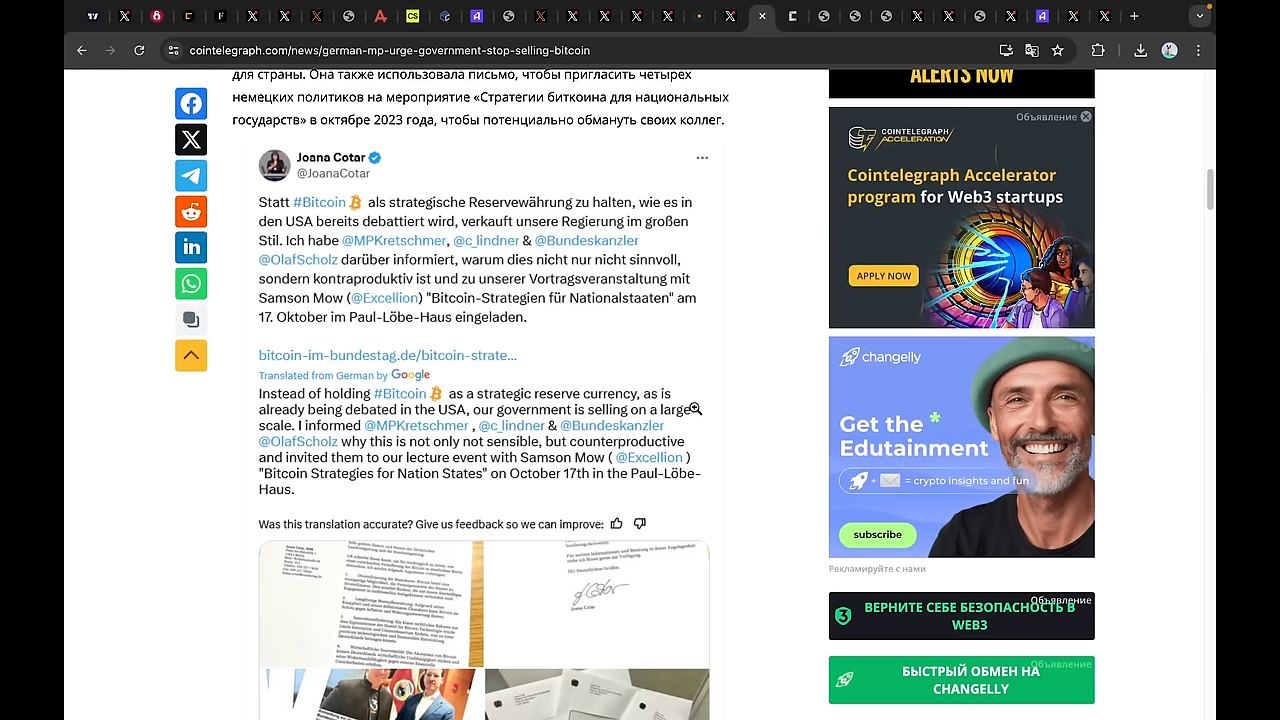 cointelegraph.com/news/german-mp-urge-government-stop-selling-bitcoin
для страны. Она также использовала письмо, чтобы пригласить четырех
немецких политиков на мероприятие «Стратегии биткоина для национальных
государств» в октябре 2023 года, чтобы потенциально обмануть своих коллег.
Joana Cotar
@JoanaCotar
Statt #Bitcoin als strategische Reservewährung zu halten, wie es in
den USA bereits debattiert wird, verkauft unsere Regierung im großen
Stil. Ich habe @MPKretschmer, @c_lindner & @Bundeskanzler
@OlafScholz darüber informiert, warum dies nicht nur nicht sinnvoll,
sondern kontraproduktiv ist und zu unserer Vortragsveranstaltung mit
Samson Mow (@Excellion) "Bitcoin-Strategien für Nationalstaaten" am
17. Oktober im Paul-Löbe-Haus eingeladen.
bitcoin-im-bundestag.de/bitcoin-strate...
Translated from German by Google
Instead of holding #Bitcoin as a strategic reserve currency, as is
already being debated in the USA, our government is selling on a large
scale. I informed @MPKretschmer , @c_lindner & @Bundeskanzler
@OlafScholz why this is not only not sensible, but counterproductive
and invited them to our lecture event with Samson Mow ( @Excellion )
"Bitcoin Strategies for Nation States" on October 17th in the Paul-Löbe-
Haus.
Was this translation accurate? Give us feedback so we can improve:
Joana Cotar
ALERTS NOW
Объявление
COINTELEGRAPH
ACCELERATION
Cointelegraph Accelerator
program for Web3 startups
APPLY NOW
changelly
Get the *
Edutainment
+ = crypto insights and fun
subscribe
Рекламируйте с нами
Объявление
ВЕРНИТЕ СЕБЕ БЕЗОПАСНОСТЬ В
WEB3
Объявление
БЫСТРЫЙ ОБМЕН НА
CHANGELLY